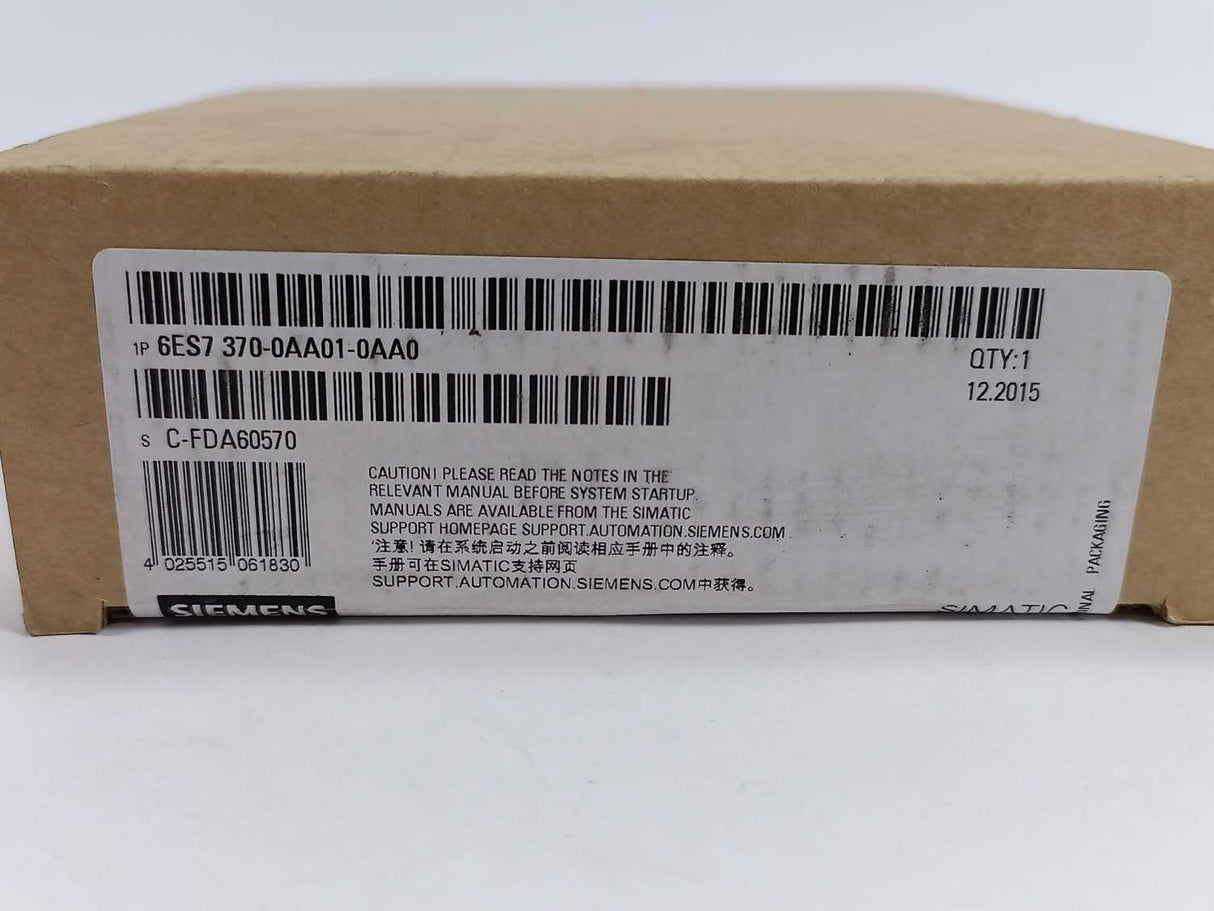 1P 6ES7 370-0AA01-0AA0
QTY:1
12.2015
S C-FDA60570
CAUTION! PLEASE READ THE NOTES IN THE
RELEVANT MANUAL BEFORE SYSTEM STARTUP.
MANUALS ARE AVAILABLE FROM THE SIMATIC
SUPPORT HOMEPAGE SUPPORT.AUTOMATION.SIEMENS.COM .
注意! 请在系统启动之前阅读相应手册中的注释。
手册可在SIMATIC支持网页
SUPPORT.AUTOMATION.SIEMENS.COM中获得。
4 025515 061830
SIEMENS
SIMATIC
PACKAGING